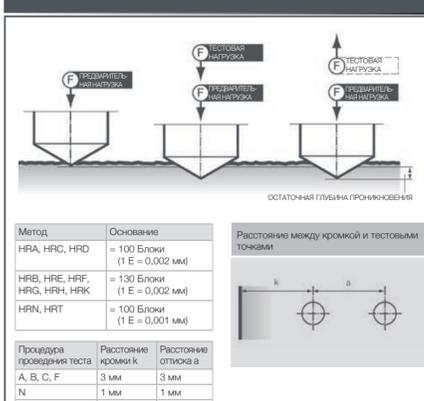 F ТЕСТОВАЯ
НАГРУЗКА
F ТЕСТОВАЯ
НАГРУЗКА
F ПРЕДВАРИТЕЛЬ-
НАЯ НАГРУЗКА
F ПРЕДВАРИТЕЛЬ-
НАЯ НАГРУЗКА
F ПРЕДВАРИТЕЛЬ-
НАЯ НАГРУЗКА
ОСТАТОЧНАЯ ГЛУБИНА ПРОНИКНОВЕНИЯ
Метод Основание
HRA, HRC, HRD = 100 Блоки
(1 E = 0,002 мм)
HRB, HRE, HRF, = 130 Блоки
HRG, HRH, HRK (1 E = 0,002 мм)
HRN, HRT = 100 Блоки
(1 E = 0,001 мм)
Расстояние между кромкой и тестовыми
точками
k a
Процедура Расстояние Расстояние
проведения теста кромки k оттиска a
A, B, C, F 3 мм 3 мм
N 1 мм 1 мм